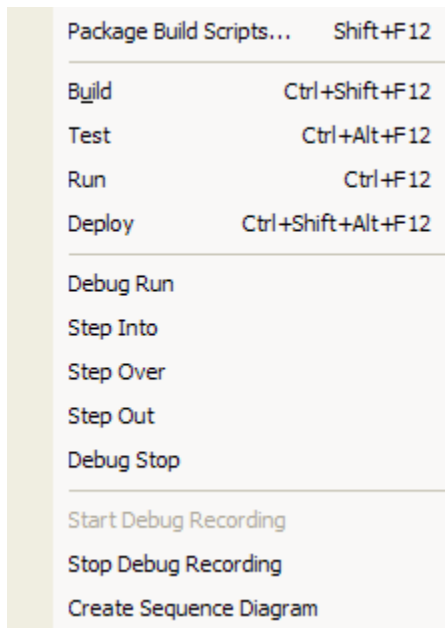 Package Build Scripts... Shift+F12
Build Ctrl+Shift+F12
Test Ctrl+Alt+F12
Run Ctrl+F12
Deploy Ctrl+Shift+Alt+F12
Debug Run
Step Into
Step Over
Step Out
Debug Stop
Start Debug Recording
Stop Debug Recording
Create Sequence Diagram